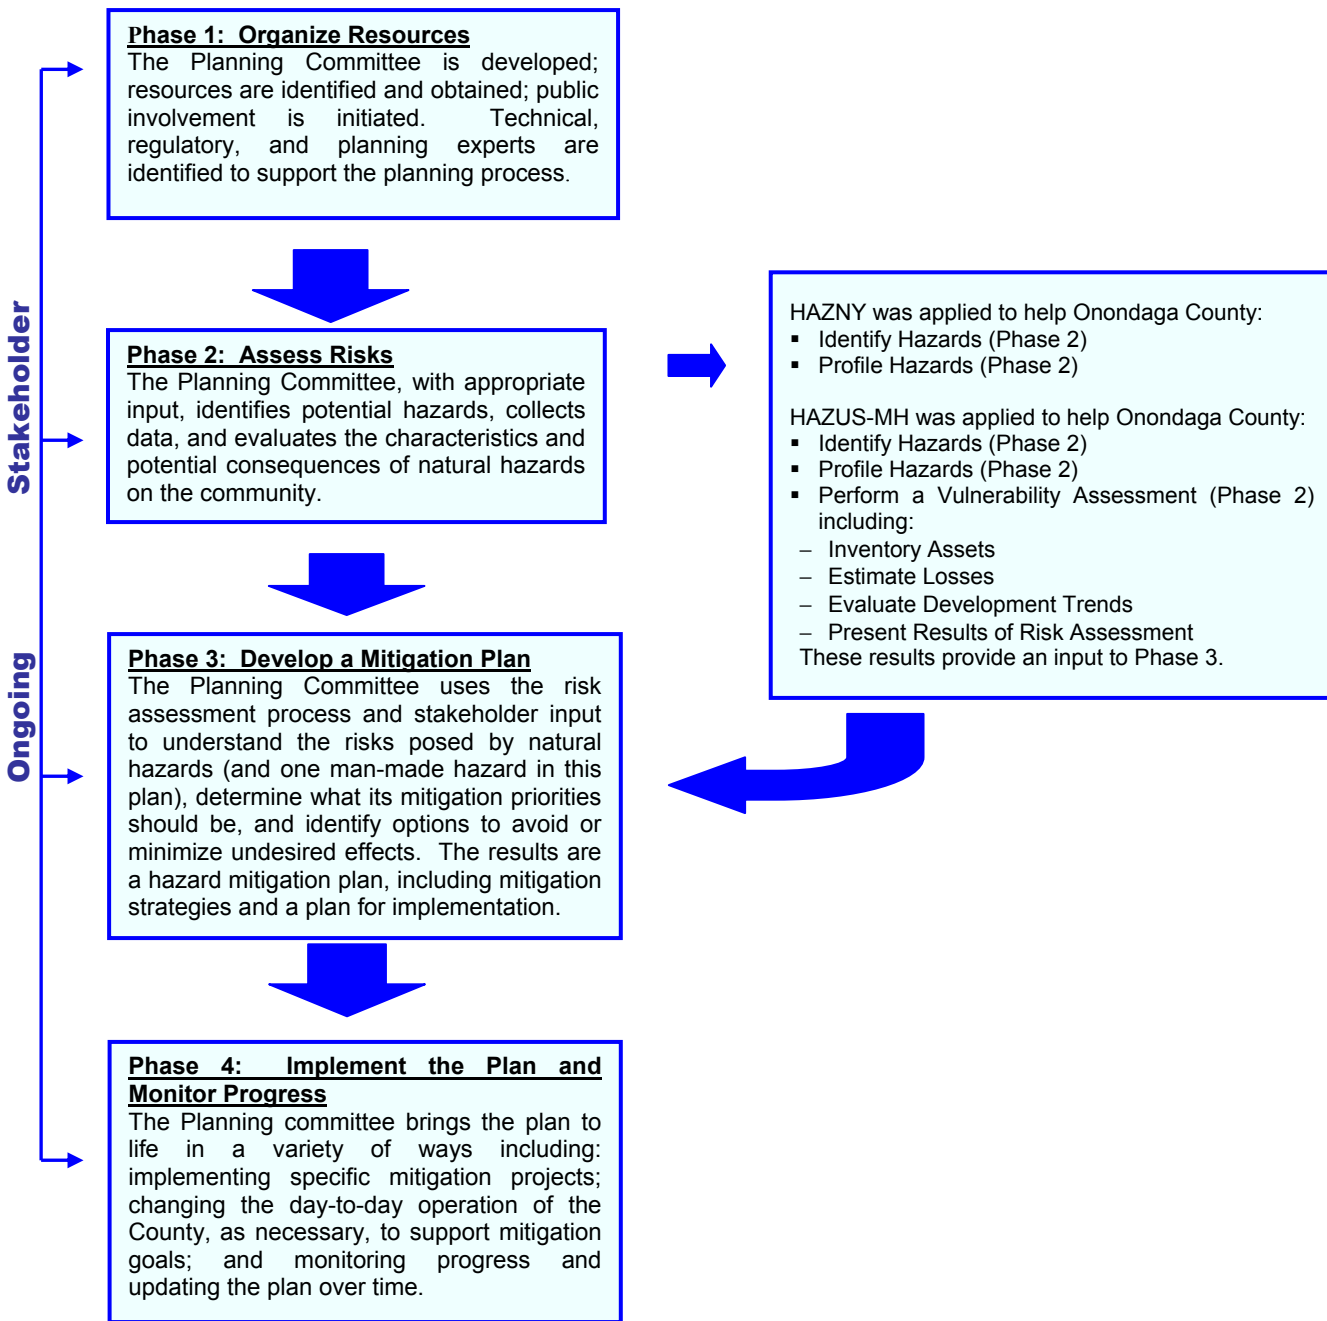 Phase 1: Organize Resources
The Planning Committee is developed;
resources are identified and obtained; public
involvement is initiated. Technical,
regulatory, and planning experts are
identified to support the planning process.
Stakeholder
Ongoing
Phase 2: Assess Risks
The Planning Committee, with appropriate
input, identifies potential hazards, collects
data, and evaluates the characteristics and
potential consequences of natural hazards
on the community.
HAZNY was applied to help Onondaga County:
▪ Identify Hazards (Phase 2)
▪ Profile Hazards (Phase 2)
HAZUS-MH was applied to help Onondaga County:
▪ Identify Hazards (Phase 2)
▪ Profile Hazards (Phase 2)
▪ Perform a Vulnerability Assessment (Phase 2)
including:
– Inventory Assets
– Estimate Losses
– Evaluate Development Trends
– Present Results of Risk Assessment
These results provide an input to Phase 3.
Phase 3: Develop a Mitigation Plan
The Planning Committee uses the risk
assessment process and stakeholder input
to understand the risks posed by natural
hazards (and one man-made hazard in this
plan), determine what its mitigation priorities
should be, and identify options to avoid or
minimize undesired effects. The results are
a hazard mitigation plan, including mitigation
strategies and a plan for implementation.
Phase 4: Implement the Plan and
Monitor Progress
The Planning committee brings the plan to
life in a variety of ways including:
implementing specific mitigation projects;
changing the day-to-day operation of the
County, as necessary, to support mitigation
goals; and monitoring progress and
updating the plan over time.